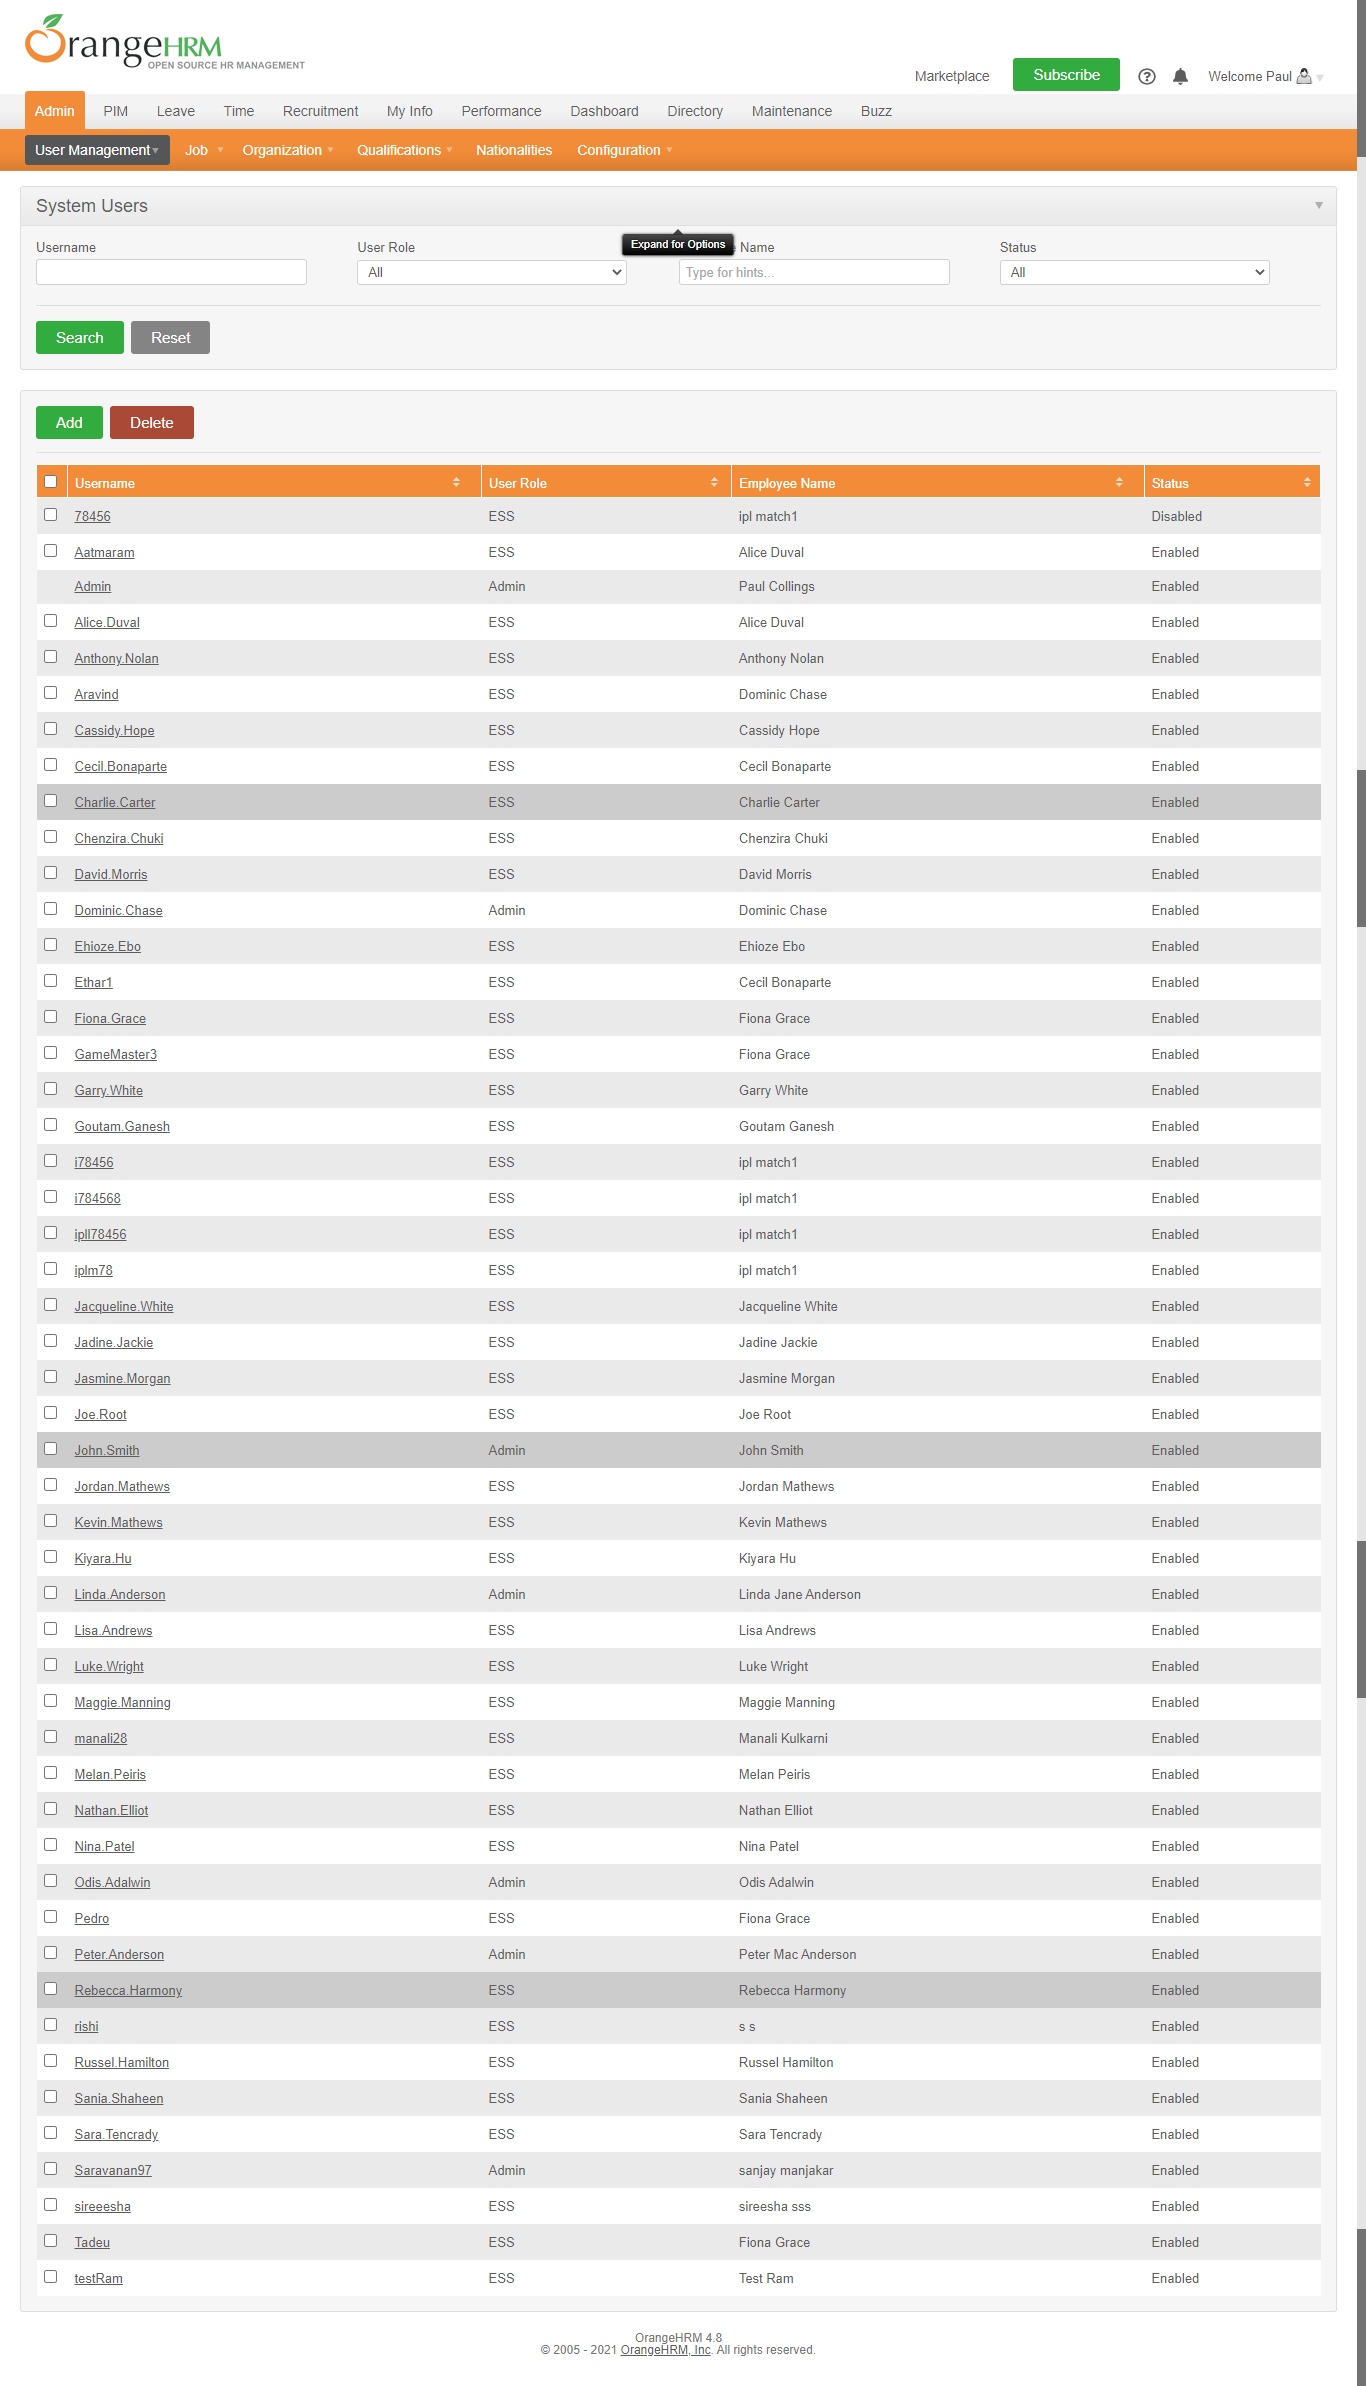 OrangeHRM
OPEN SOURCE HR MANAGEMENT
Marketplace Subscribe Welcome Paul
Admin PIM Leave Time Recruitment My Info Performance Dashboard Directory Maintenance Buzz
User Management Job Organization Qualifications Nationalities Configuration
System Users
Username User Role Expand for Options Name Status
All Type for hints... All
Search Reset
Add Delete
Username User Role Employee Name Status
78456 ESS ipl match1 Disabled
Aatmaram ESS Alice Duval Enabled
Admin Admin Paul Collings Enabled
Alice.Duval ESS Alice Duval Enabled
Anthony.Nolan ESS Anthony Nolan Enabled
Aravind ESS Dominic Chase Enabled
Cassidy.Hope ESS Cassidy Hope Enabled
Cecil.Bonaparte ESS Cecil Bonaparte Enabled
Charlie.Carter ESS Charlie Carter Enabled
Chenzira.Chuki ESS Chenzira Chuki Enabled
David.Morris ESS David Morris Enabled
Dominic.Chase Admin Dominic Chase Enabled
Ehioze.Ebo ESS Ehioze Ebo Enabled
Ethar1 ESS Cecil Bonaparte Enabled
Fiona.Grace ESS Fiona Grace Enabled
GameMaster3 ESS Fiona Grace Enabled
Garry.White ESS Garry White Enabled
Goutam.Ganesh ESS Goutam Ganesh Enabled
i78456 ESS ipl match1 Enabled
i784568 ESS ipl match1 Enabled
ipll78456 ESS ipl match1 Enabled
iplm78 ESS ipl match1 Enabled
Jacqueline.White ESS Jacqueline White Enabled
Jadine.Jackie ESS Jadine Jackie Enabled
Jasmine.Morgan ESS Jasmine Morgan Enabled
Joe.Root ESS Joe Root Enabled
John.Smith Admin John Smith Enabled
Jordan.Mathews ESS Jordan Mathews Enabled
Kevin.Mathews ESS Kevin Mathews Enabled
Kiyara.Hu ESS Kiyara Hu Enabled
Linda.Anderson Admin Linda Jane Anderson Enabled
Lisa.Andrews ESS Lisa Andrews Enabled
Luke.Wright ESS Luke Wright Enabled
Maggie.Manning ESS Maggie Manning Enabled
manali28 ESS Manali Kulkarni Enabled
Melan.Peiris ESS Melan Peiris Enabled
Nathan.Elliot ESS Nathan Elliot Enabled
Nina.Patel ESS Nina Patel Enabled
Odis.Adalwin Admin Odis Adalwin Enabled
Pedro ESS Fiona Grace Enabled
Peter.Anderson Admin Peter Mac Anderson Enabled
Rebecca.Harmony ESS Rebecca Harmony Enabled
rishi ESS s s Enabled
Russel.Hamilton ESS Russel Hamilton Enabled
Sania.Shaheen ESS Sania Shaheen Enabled
Sara.Tencrady ESS Sara Tencrady Enabled
Saravanan97 Admin sanjay manjakar Enabled
sireeesha ESS sireesha sss Enabled
Tadeu ESS Fiona Grace Enabled
testRam ESS Test Ram Enabled
OrangeHRM 4.8
© 2005 - 2021 OrangeHRM, Inc. All rights reserved.